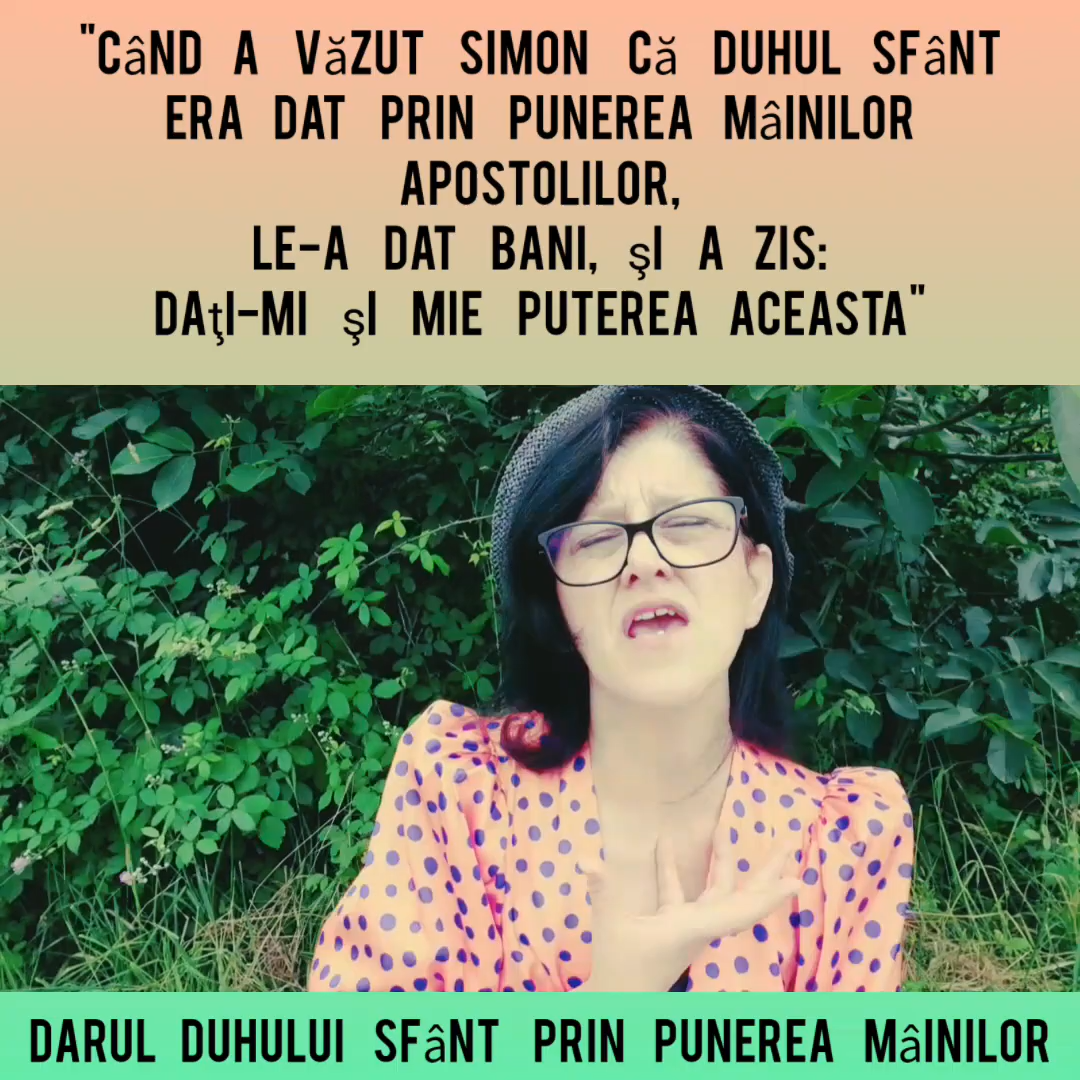 "CâND A VăZUT SIMON Că DUHUL SFâNT
ERA DAT PRIN PUNEREA MâINILOR
APOSTOLILOR,
LE-A DAT BANI, şI A ZIS:
DAţI-MI şI MIE PUTEREA ACEASTA"
DARUL DUHULUI SFâNT PRIN PUNEREA MâINILOR